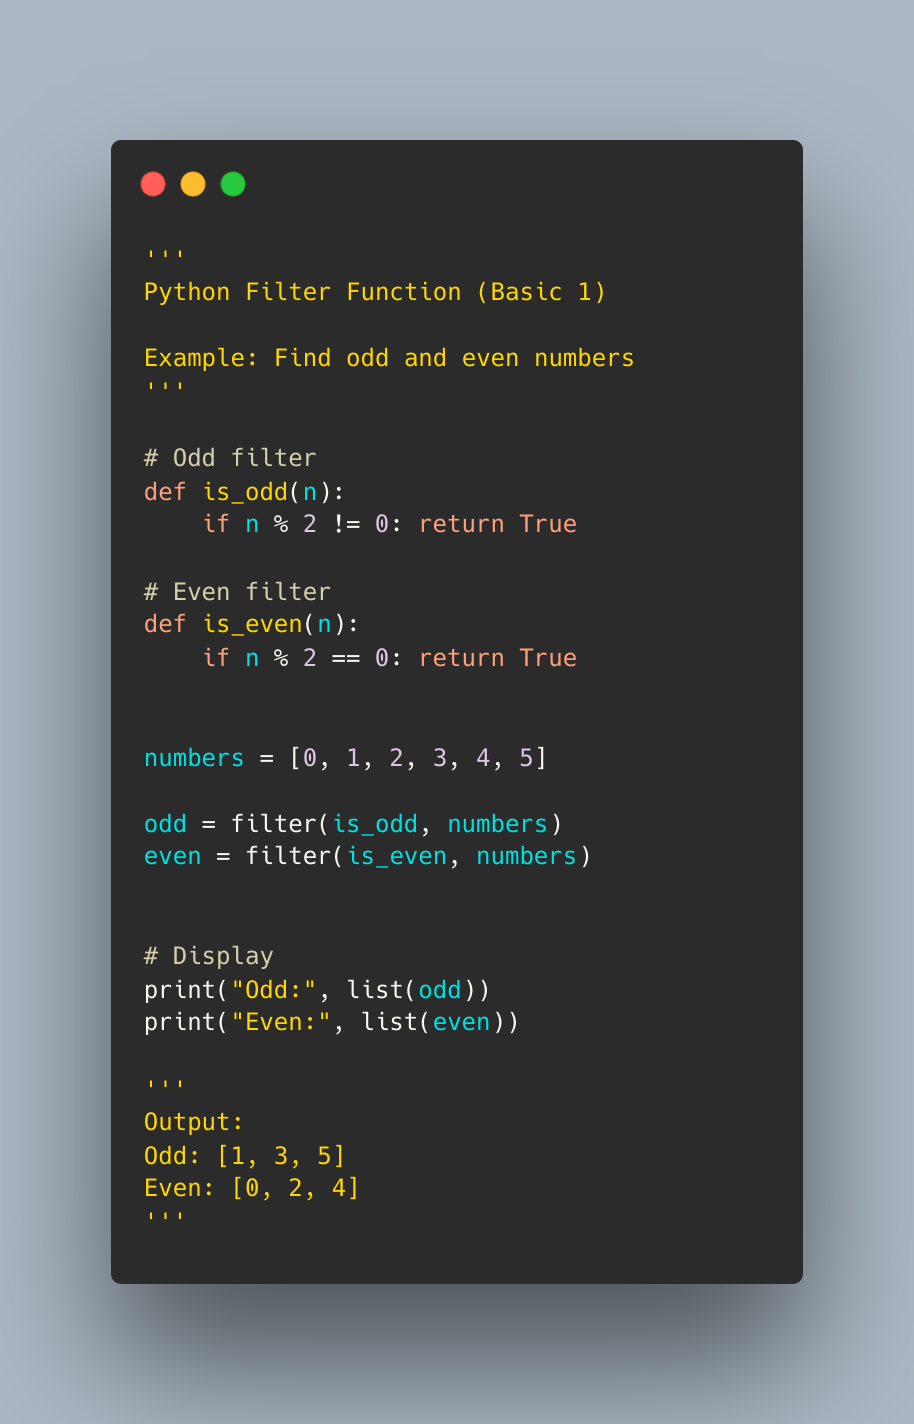 '''
Python Filter Function (Basic 1)
Example: Find odd and even numbers
'''
# Odd filter
def is_odd(n):
    if n % 2 != 0: return True
# Even filter
def is_even(n):
    if n % 2 == 0: return True
numbers = [0, 1, 2, 3, 4, 5]
odd = filter(is_odd, numbers)
even = filter(is_even, numbers)
# Display
print("Odd:", list(odd))
print("Even:", list(even))
'''
Output:
Odd: [1, 3, 5]
Even: [0, 2, 4]
'''